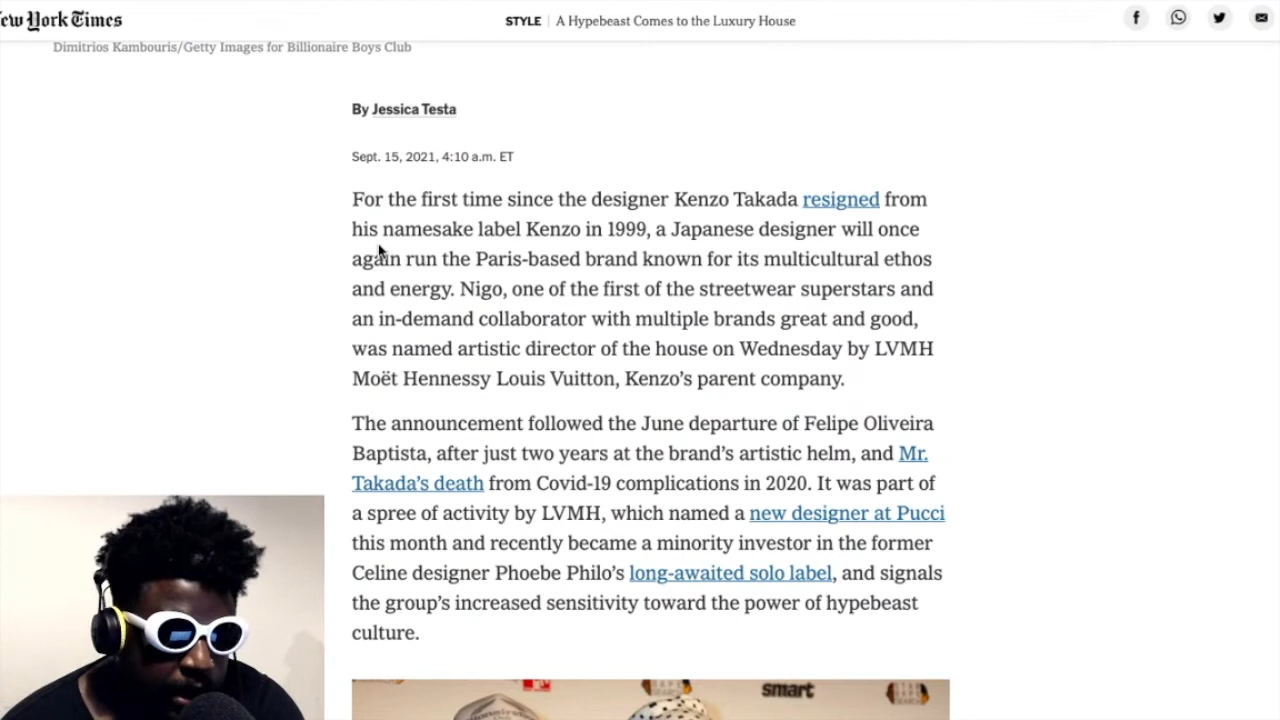 ew York Times
STYLE | A Hypebeast Comes to the Luxury House
Dimitrios Kambouris/Getty Images for Billionaire Boys Club
By Jessica Testa
Sept. 15, 2021, 4:10 a.m. ET
For the first time since the designer Kenzo Takada resigned from
his namesake label Kenzo in 1999, a Japanese designer will once
again run the Paris-based brand known for its multicultural ethos
and energy. Nigo, one of the first of the streetwear superstars and
an in-demand collaborator with multiple brands great and good,
was named artistic director of the house on Wednesday by LVMH
Moët Hennessy Louis Vuitton, Kenzo’s parent company.
The announcement followed the June departure of Felipe Oliveira
Baptista, after just two years at the brand’s artistic helm, and Mr.
Takada’s death from Covid-19 complications in 2020. It was part of
a spree of activity by LVMH, which named a new designer at Pucci
this month and recently became a minority investor in the former
Celine designer Phoebe Philo’s long-awaited solo label, and signals
the group’s increased sensitivity toward the power of hypebeast
culture.
smart